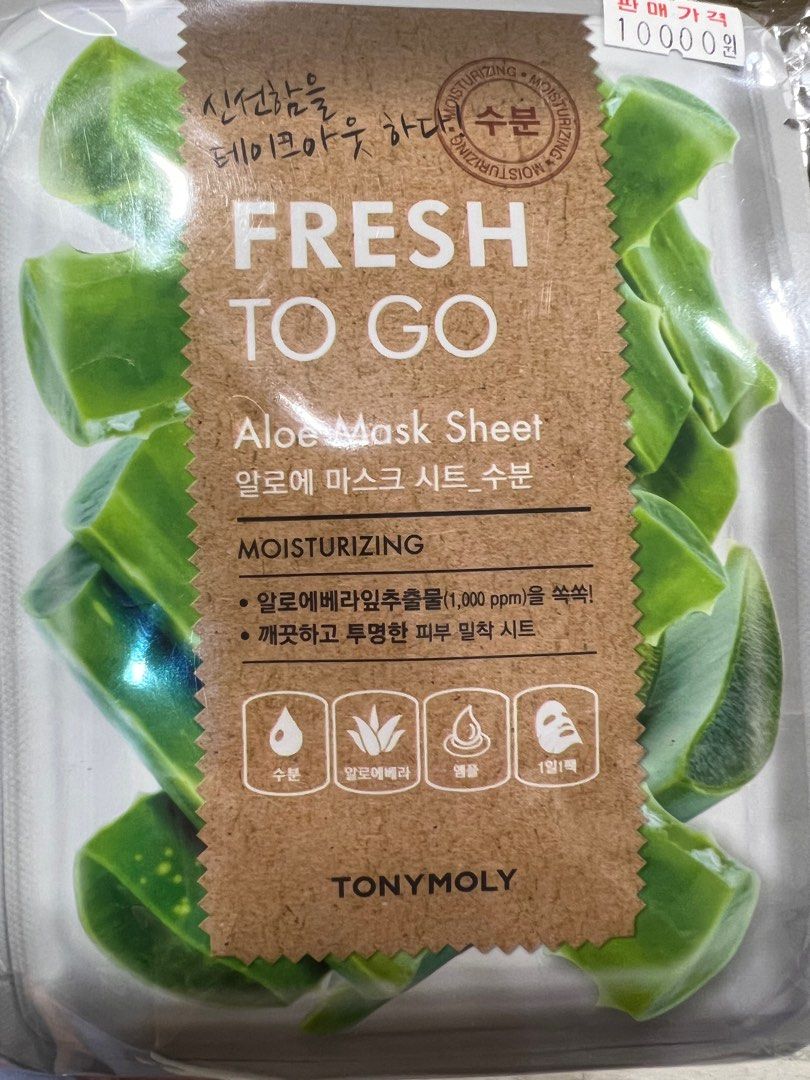 판매가격
10000원
신선함을
테이크아웃 하다!
MOISTURIZING • MOISTURIZING • MOISTURIZING •
수분
FRESH
TO GO
Aloe Mask Sheet
알로에 마스크 시트_수분
MOISTURIZING
• 알로에베라잎추출물(1,000 ppm)을 쏙쏙!
• 깨끗하고 투명한 피부 밀착 시트
수분 알로에베라 앰플 1일1팩
TONYMOLY